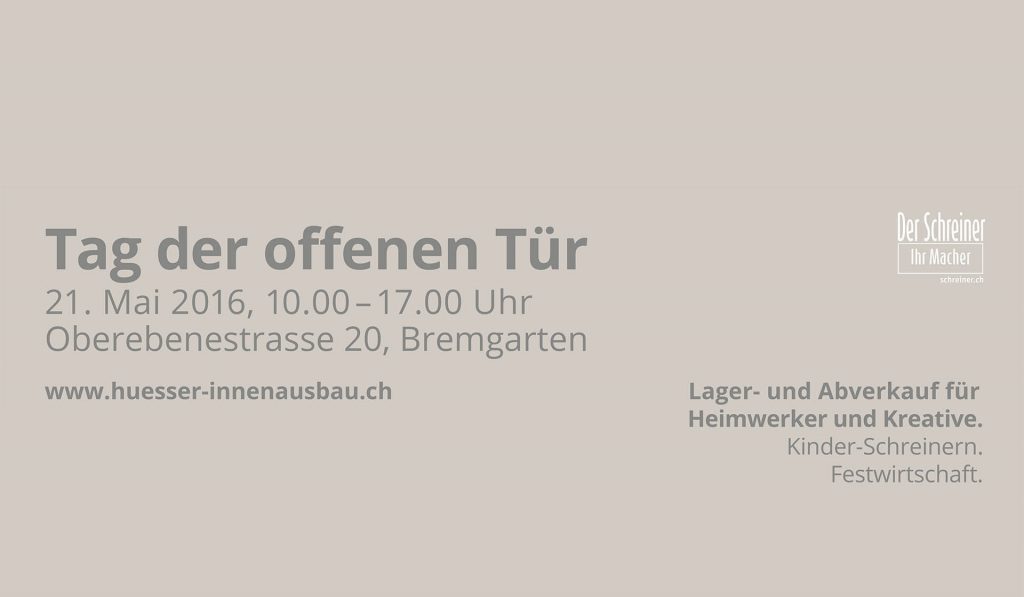 Tag der offenen Tür
21. Mai 2016, 10.00–17.00 Uhr
Oberebenestrasse 20, Bremgarten
www.huesser-innenausbau.ch
Der Schreiner
Ihr Macher
schreiner.ch
Lager- und Abverkauf für
Heimwerker und Kreative.
Kinder-Schreinern.
Festwirtschaft.